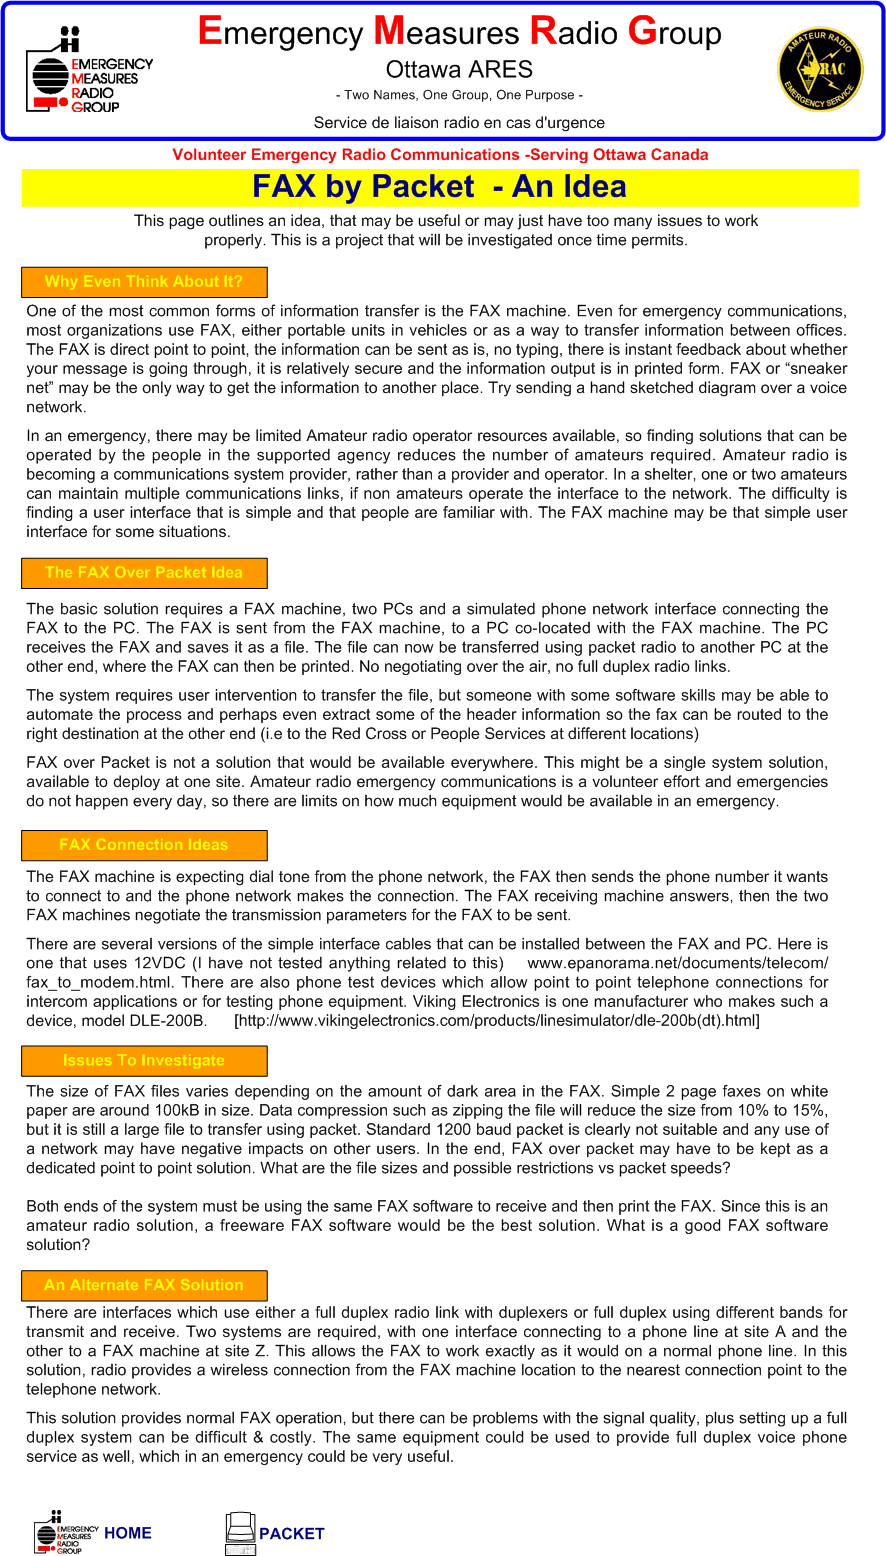 Emergency Measures Radio Group
EMERGENCY
MEASURES
RADIO
GROUP
Ottawa ARES
- Two Names, One Group, One Purpose -
Service de liaison radio en cas d'urgence
AMATEUR RADIO
RAC
EMERGENCY SERVICE
Volunteer Emergency Radio Communications -Serving Ottawa Canada
FAX by Packet - An Idea
This page outlines an idea, that may be useful or may just have too many issues to work
properly. This is a project that will be investigated once time permits.
Why Even Think About It?
One of the most common forms of information transfer is the FAX machine. Even for emergency communications,
most organizations use FAX, either portable units in vehicles or as a way to transfer information between offices.
The FAX is direct point to point, the information can be sent as is, no typing, there is instant feedback about whether
your message is going through, it is relatively secure and the information output is in printed form. FAX or “sneaker
net” may be the only way to get the information to another place. Try sending a hand sketched diagram over a voice
network.
In an emergency, there may be limited Amateur radio operator resources available, so finding solutions that can be
operated by the people in the supported agency reduces the number of amateurs required. Amateur radio is
becoming a communications system provider, rather than a provider and operator. In a shelter, one or two amateurs
can maintain multiple communications links, if non amateurs operate the interface to the network. The difficulty is
finding a user interface that is simple and that people are familiar with. The FAX machine may be that simple user
interface for some situations.
The FAX Over Packet Idea
The basic solution requires a FAX machine, two PCs and a simulated phone network interface connecting the
FAX to the PC. The FAX is sent from the FAX machine, to a PC co-located with the FAX machine. The PC
receives the FAX and saves it as a file. The file can now be transferred using packet radio to another PC at the
other end, where the FAX can then be printed. No negotiating over the air, no full duplex radio links.
The system requires user intervention to transfer the file, but someone with some software skills may be able to
automate the process and perhaps even extract some of the header information so the fax can be routed to the
right destination at the other end (i.e to the Red Cross or People Services at different locations)
FAX over Packet is not a solution that would be available everywhere. This might be a single system solution,
available to deploy at one site. Amateur radio emergency communications is a volunteer effort and emergencies
do not happen every day, so there are limits on how much equipment would be available in an emergency.
FAX Connection Ideas
The FAX machine is expecting dial tone from the phone network, the FAX then sends the phone number it wants
to connect to and the phone network makes the connection. The FAX receiving machine answers, then the two
FAX machines negotiate the transmission parameters for the FAX to be sent.
There are several versions of the simple interface cables that can be installed between the FAX and PC. Here is
one that uses 12VDC (I have not tested anything related to this) www.epanorama.net/documents/telecom/
fax_to_modem.html. There are also phone test devices which allow point to point telephone connections for
intercom applications or for testing phone equipment. Viking Electronics is one manufacturer who makes such a
device, model DLE-200B. [http://www.vikingelectronics.com/products/linesimulator/dle-200b(dt).html]
Issues To Investigate
The size of FAX files varies depending on the amount of dark area in the FAX. Simple 2 page faxes on white
paper are around 100kB in size. Data compression such as zipping the file will reduce the size from 10% to 15%,
but it is still a large file to transfer using packet. Standard 1200 baud packet is clearly not suitable and any use of
a network may have negative impacts on other users. In the end, FAX over packet may have to be kept as a
dedicated point to point solution. What are the file sizes and possible restrictions vs packet speeds?
Both ends of the system must be using the same FAX software to receive and then print the FAX. Since this is an
amateur radio solution, a freeware FAX software would be the best solution. What is a good FAX software
solution?
An Alternate FAX Solution
There are interfaces which use either a full duplex radio link with duplexers or full duplex using different bands for
transmit and receive. Two systems are required, with one interface connecting to a phone line at site A and the
other to a FAX machine at site Z. This allows the FAX to work exactly as it would on a normal phone line. In this
solution, radio provides a wireless connection from the FAX machine location to the nearest connection point to the
telephone network.
This solution provides normal FAX operation, but there can be problems with the signal quality, plus setting up a full
duplex system can be difficult & costly. The same equipment could be used to provide full duplex voice phone
service as well, which in an emergency could be very useful.
EMERGENCY
MEASURES
RADIO
GROUP
HOME
PACKET